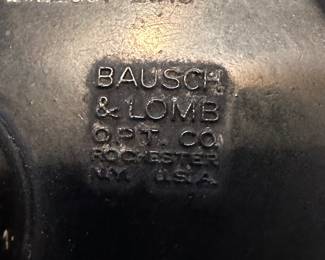 BAUSCH
& LOMB
OPT. CO.
ROCHESTER
N.Y. U.S.A.